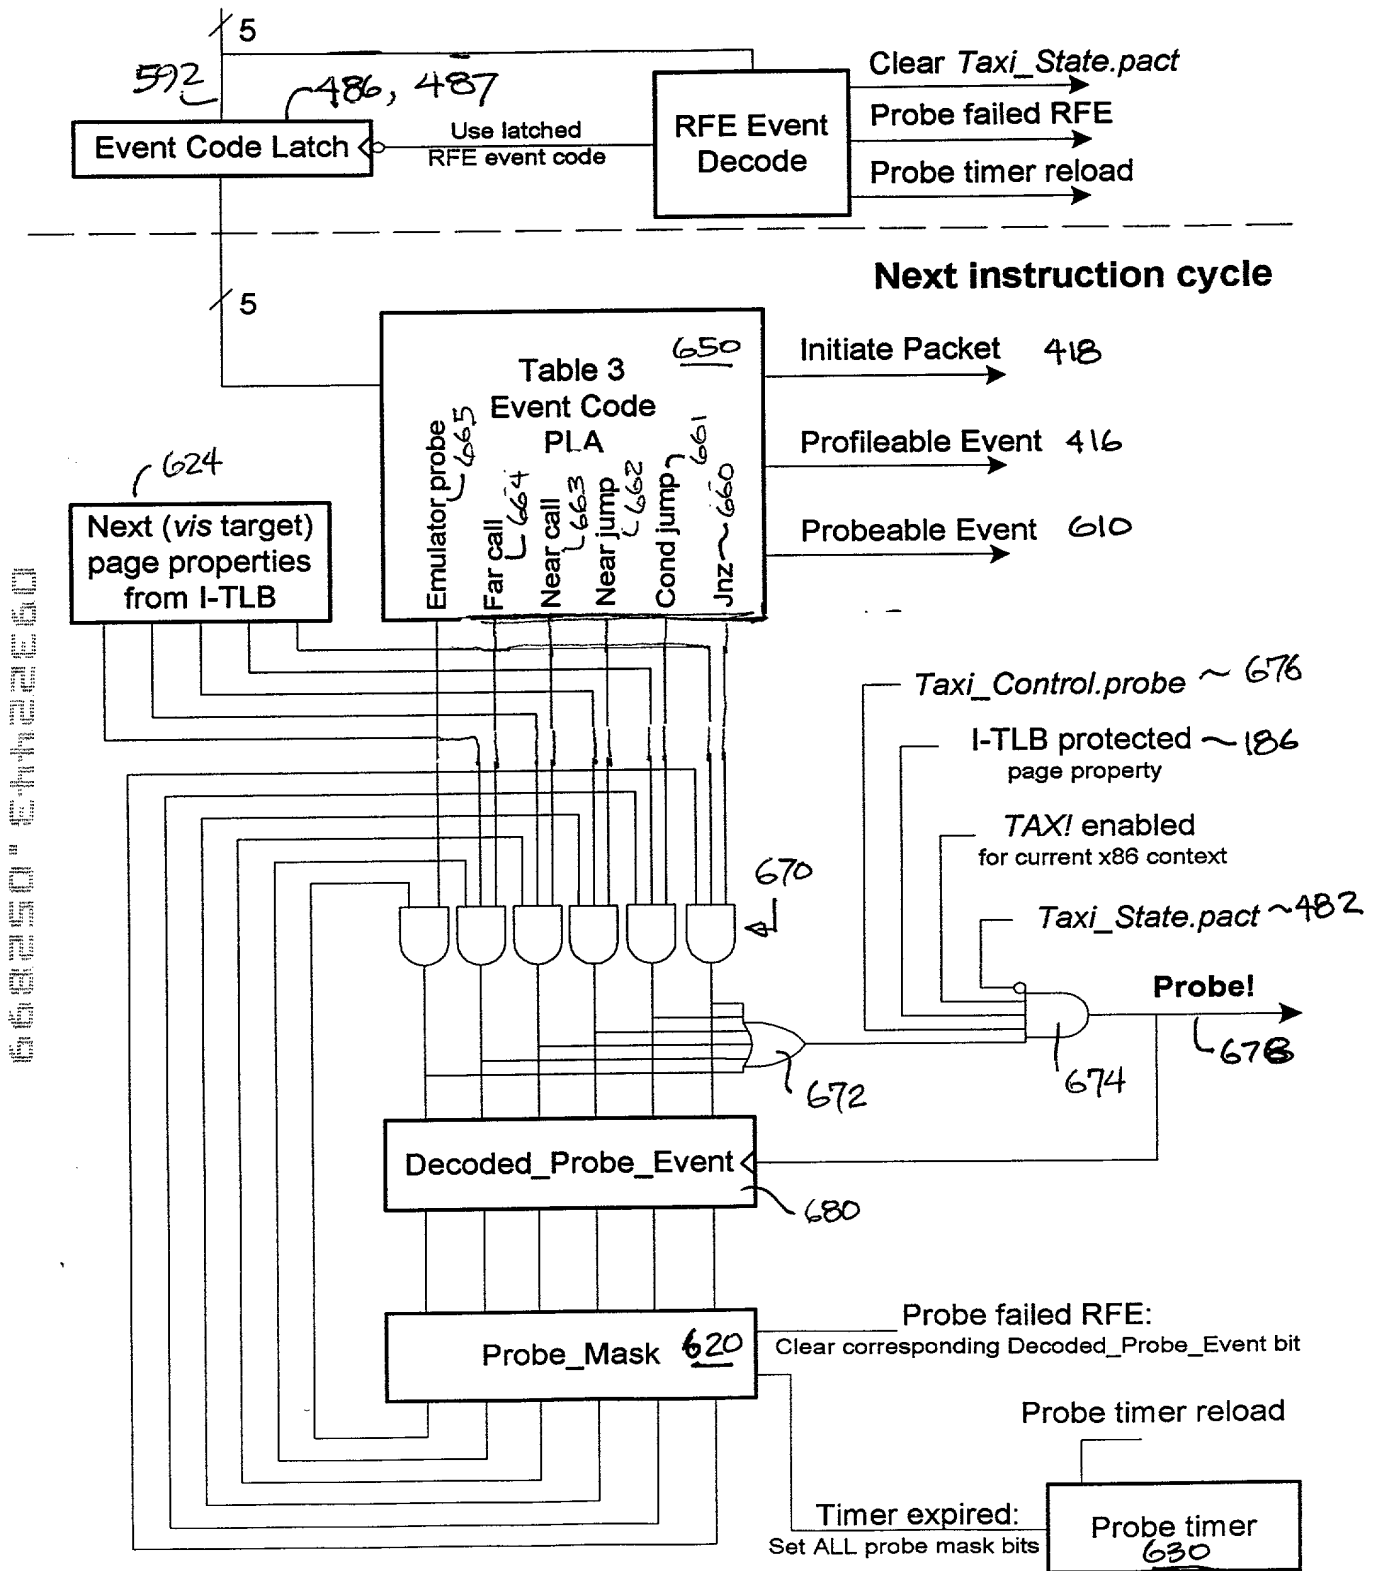 5
592
486, 487
Event Code Latch
Use latched
RFE event code
RFE Event
Decode
Clear Taxi_State.pact
Probe failed RFE
Probe timer reload
Next instruction cycle
5
Table 3
Event Code
PLA
650
Emulator probe
665
Far call
664
Near call
663
Near jump
662
Cond jump
661
Jnz
660
Initiate Packet 418
Profileable Event 416
Probeable Event 610
624
Next (vis target)
page properties
from I-TLB
Taxi_Control.probe 676
I-TLB protected 186
page property
TAX! enabled
for current x86 context
Taxi_State.pact 482
670
Probe!
678
672
674
Decoded_Probe_Event
680
Probe_Mask 620
Probe failed RFE:
Clear corresponding Decoded_Probe_Event bit
Probe timer reload
Timer expired:
Set ALL probe mask bits
Probe timer
630